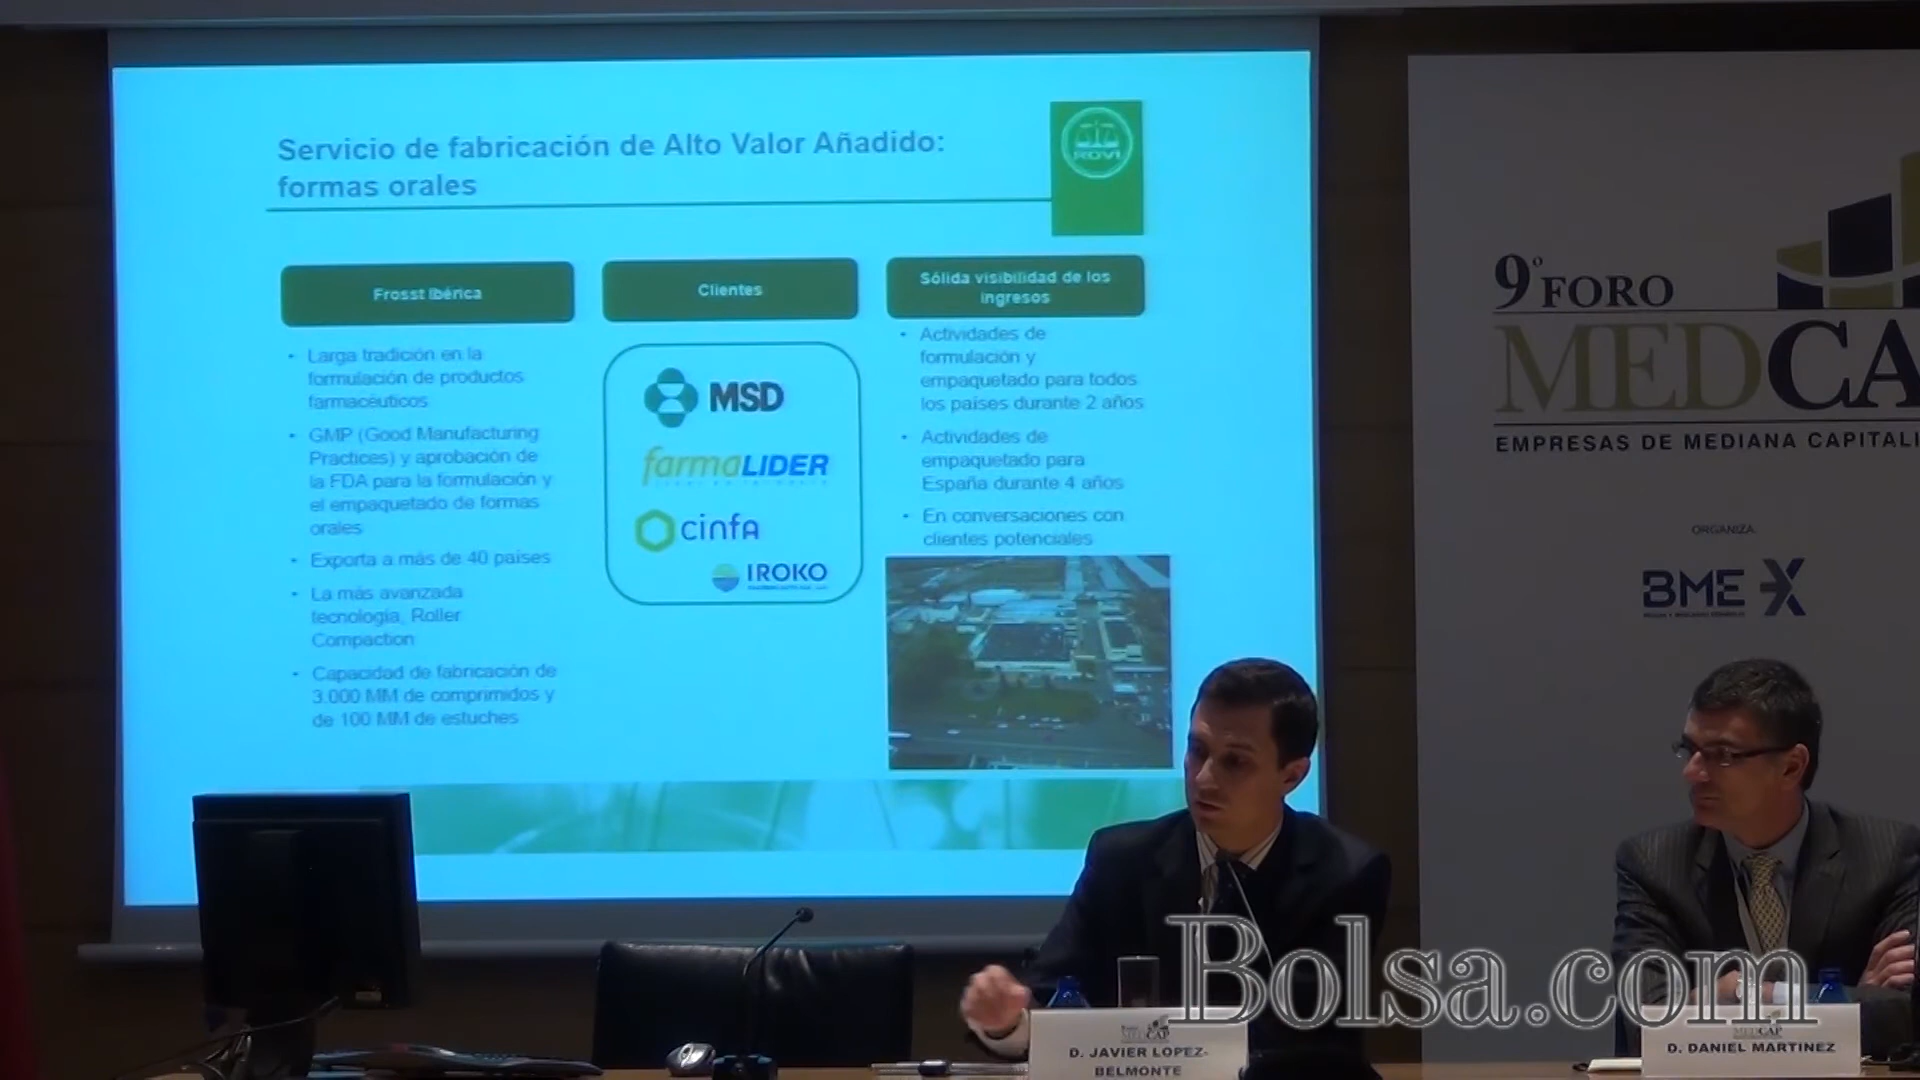 Servicio de fabricación de Alto Valor Añadido:
formas orales
ROVI
Frosst Ibérica
Larga tradición en la
formulación de productos
farmacéuticos
GMP (Good Manufacturing
Practices) y aprobación de
la FDA para la formulación y
el empaquetado de formas
orales
Exporta a más de 40 países
La más avanzada
tecnología, Roller
Compaction
Capacidad de fabricación de
3.000 MM de comprimidos y
de 100 MM de estuches
Clientes
MSD
farmaLIDER
cinfA
IROKO
Sólida visibilidad de los
ingresos
Actividades de
formulación y
empaquetado para todos
los países durante 2 años
Actividades de
empaquetado para
España durante 4 años
En conversaciones con
clientes potenciales
9º FORO
MEDCA
EMPRESAS DE MEDIANA CAPITALI
ORGANIZA:
BME X
Bolsa.com
MEDCAP
D. JAVIER LOPEZ-
BELMONTE
MEDCAP
D. DANIEL MARTINEZ